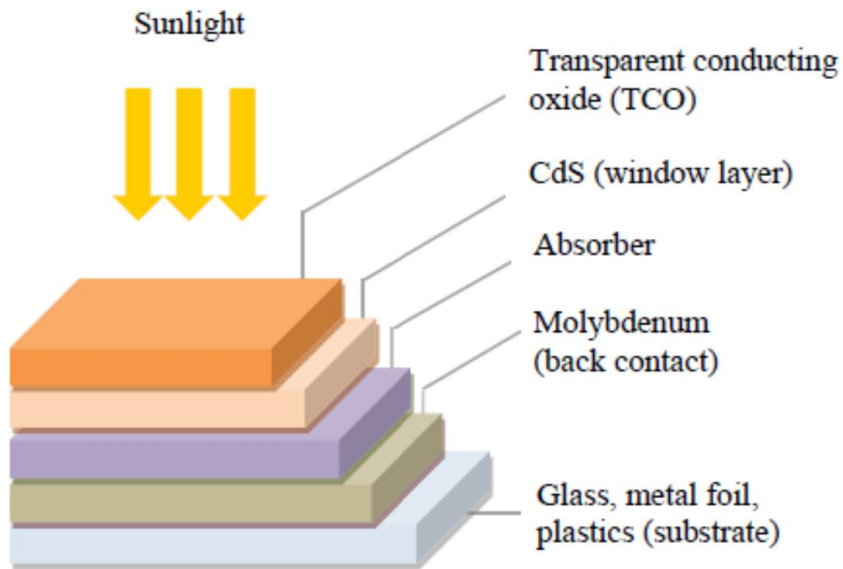 Sunlight
Transparent conducting
oxide (TCO)
CdS (window layer)
Absorber
Molybdenum
(back contact)
Glass, metal foil,
plastics (substrate)